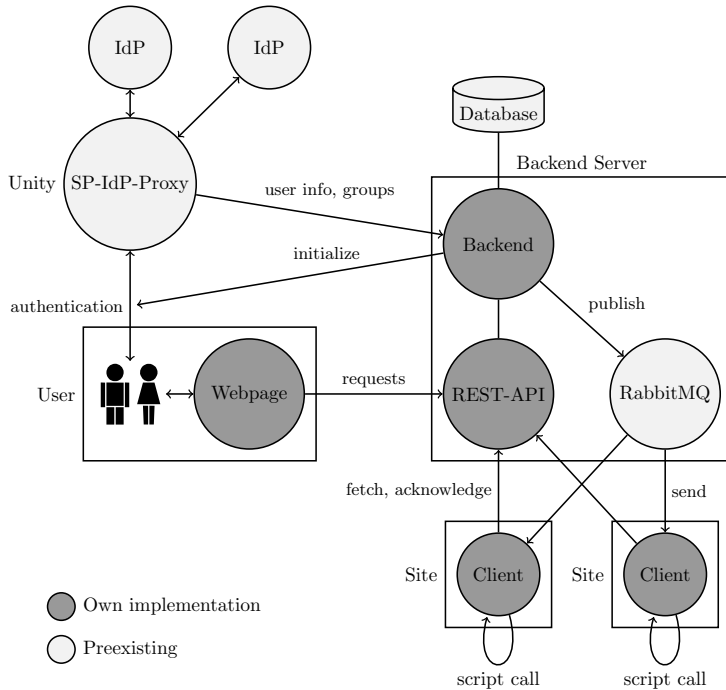 IdP
IdP
Database
Backend Server
Unity
SP-IdP-Proxy
user info, groups
Backend
initialize
authentication
publish
User
Webpage
requests
REST-API
RabbitMQ
fetch, acknowledge
send
Site
Client
Site
Client
Own implementation
Preexisting
script call
script call